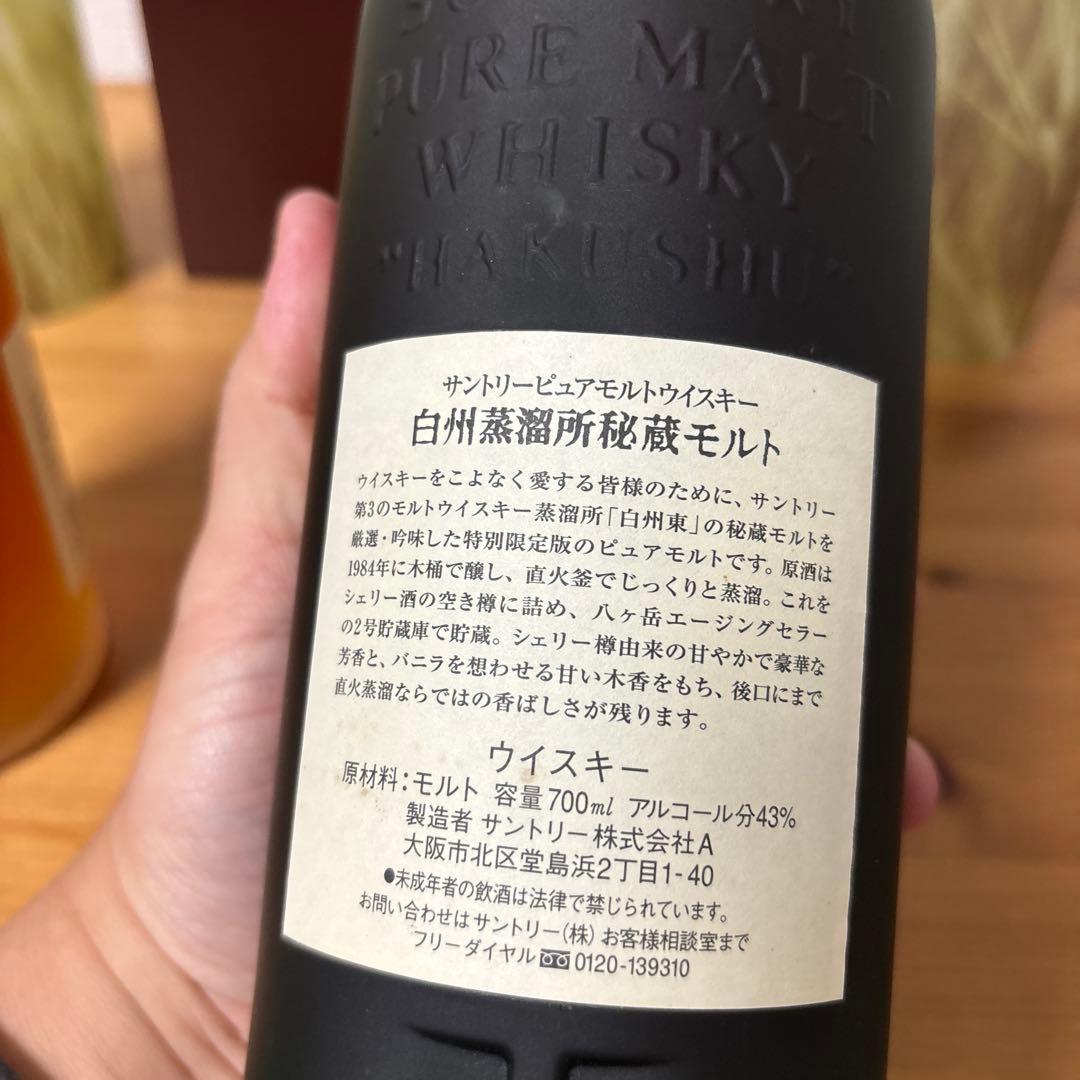 PURE MALT
WHISKY
"HAKUSHU"
サントリーピュアモルトウイスキー
白州蒸溜所秘蔵モルト
ウイスキーをこよなく愛する皆様のために、サントリー
第3のモルトウイスキー蒸溜所「白州東」の秘蔵モルトを
厳選・吟味した特別限定版のピュアモルトです。原酒は
1984年に木桶で醸し、直火釜でじっくりと蒸溜。これを
シェリー酒の空き樽に詰め、八ヶ岳エージングセラー
の2号貯蔵庫で貯蔵。シェリー樽由来の甘やかで豪華な
芳香と、バニラを想わせる甘い木香をもち、後口にまで
直火蒸溜ならではの香ばしさが残ります。
ウイスキー
原材料：モルト 容量700ml アルコール分43%
製造者 サントリー株式会社A
大阪市北区堂島浜2丁目1-40
●未成年者の飲酒は法律で禁じられています。
お問い合わせはサントリー(株)お客様相談室まで
フリーダイヤル 0120-139310